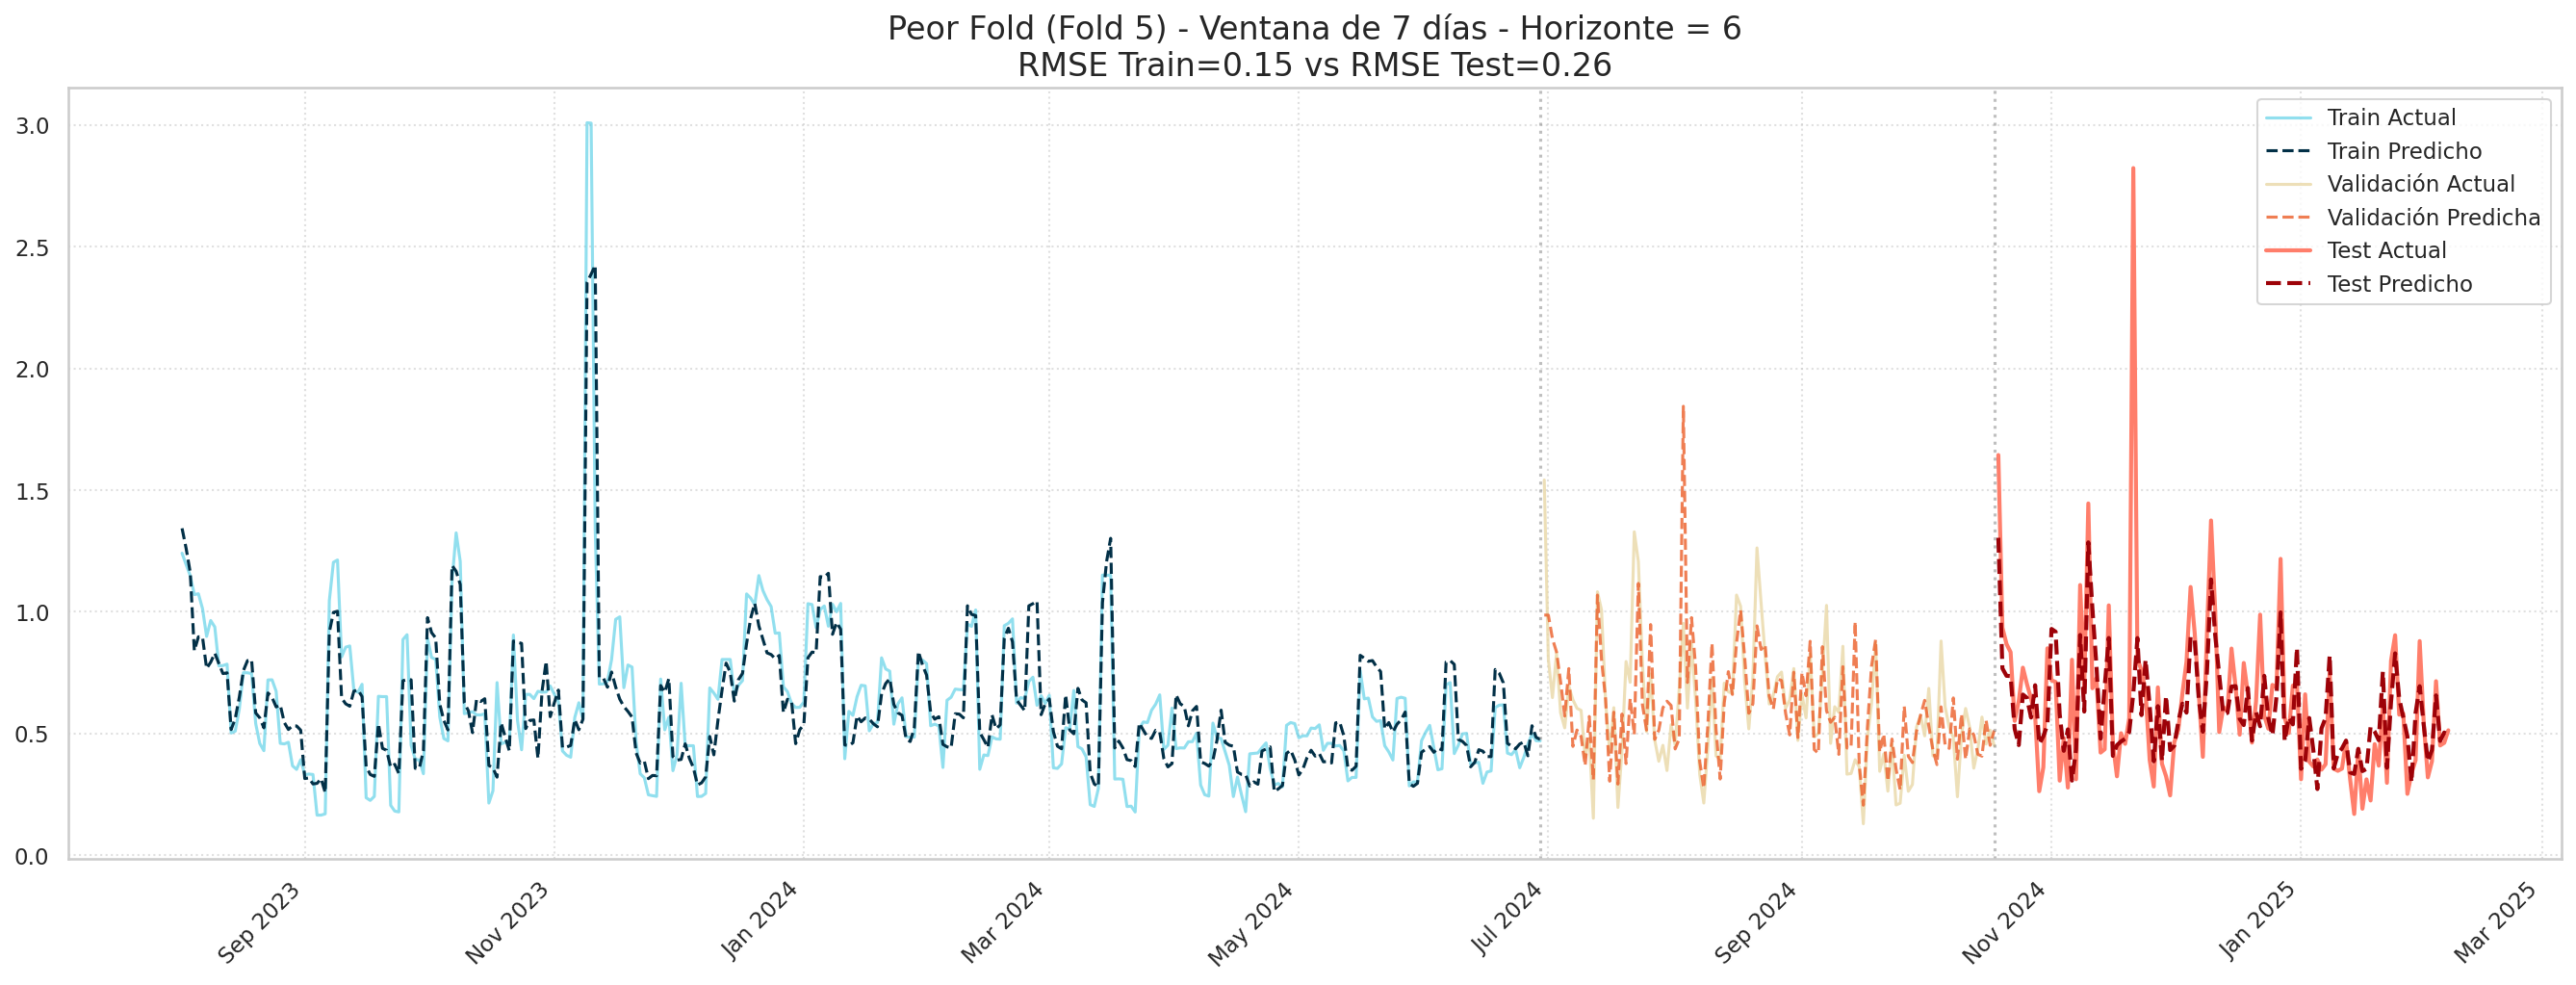 Peor Fold (Fold 5) - Ventana de 7 días - Horizonte = 6
RMSE Train=0.15 vs RMSE Test=0.26
3.0
2.5
2.0
1.5
1.0
0.5
0.0
Train Actual
Train Predicho
Validación Actual
Validación Predicha
Test Actual
Test Predicho
Sep 2023
Nov 2023
Jan 2024
Mar 2024
May 2024
Jul 2024
Sep 2024
Nov 2024
Jan 2025
Mar 2025